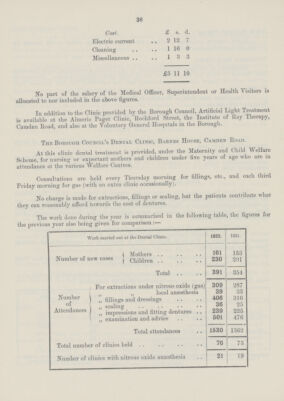 36
Cost. £ s. d.
Electric current .. 2 12 7
Cleaning .. .. 1 16 0
Miscellaneous .. .. 1 3 3
£5 11 10
No part of the salary of the Medical Officer, Superintendent or Health Visitors is
allocated to nor included in the above figures.
In addition to the Clinic provided by the Borough Council, Artificial Light Treatment
is available at the Almeric Paget Clinic, Rochford Street, the Institute of Ray Therapy,
Camden Road, and also at the Voluntary General Hospitals in the Borough.
THE BOROUGH COUNCIL'S DENTAL CLINIC, BARNES HOUSE, CAMDEN ROAD.
At this clinic dental treatment is provided, under the Maternity and Child Welfare
Scheme, for nursing or expectant mothers and children under five years of age who are in
attendance at the various Welfare Centres.
Consultations are held every Thursday morning for fillings, etc., and each third
Friday morning for gas (with an extra clinic occasionally).
No charge is made for extractions, fillings or scaling, but the patients contribute what
they can reasonably afford towards the cost of dentures.
The work done during the year is summarised in the following table, the figures for
the previous year also being given for comparison :—
Work carried out at the Dental Clinic. 1932. 1931.
Number of new cases { Mothers .. .. .. 161 153
{ Children .. .. .. 230 201
Total .. .. 391 354
Number of Attendances
For extractions under nitrous oxide (gas) 309 287
„ „ local anæsthesia 39 35
„ fillings and dressings .. .. 406 316
„ scaling .. .. .. 36 25
„ impressions and fitting dentures .. 239 225
„ examination and advice .. .. 501 476
Total attendances 1530 1362
Total number of clinics held .. .. .. 76 75
Number of clinics with nitrous oxide anæsthesia .. 21 19